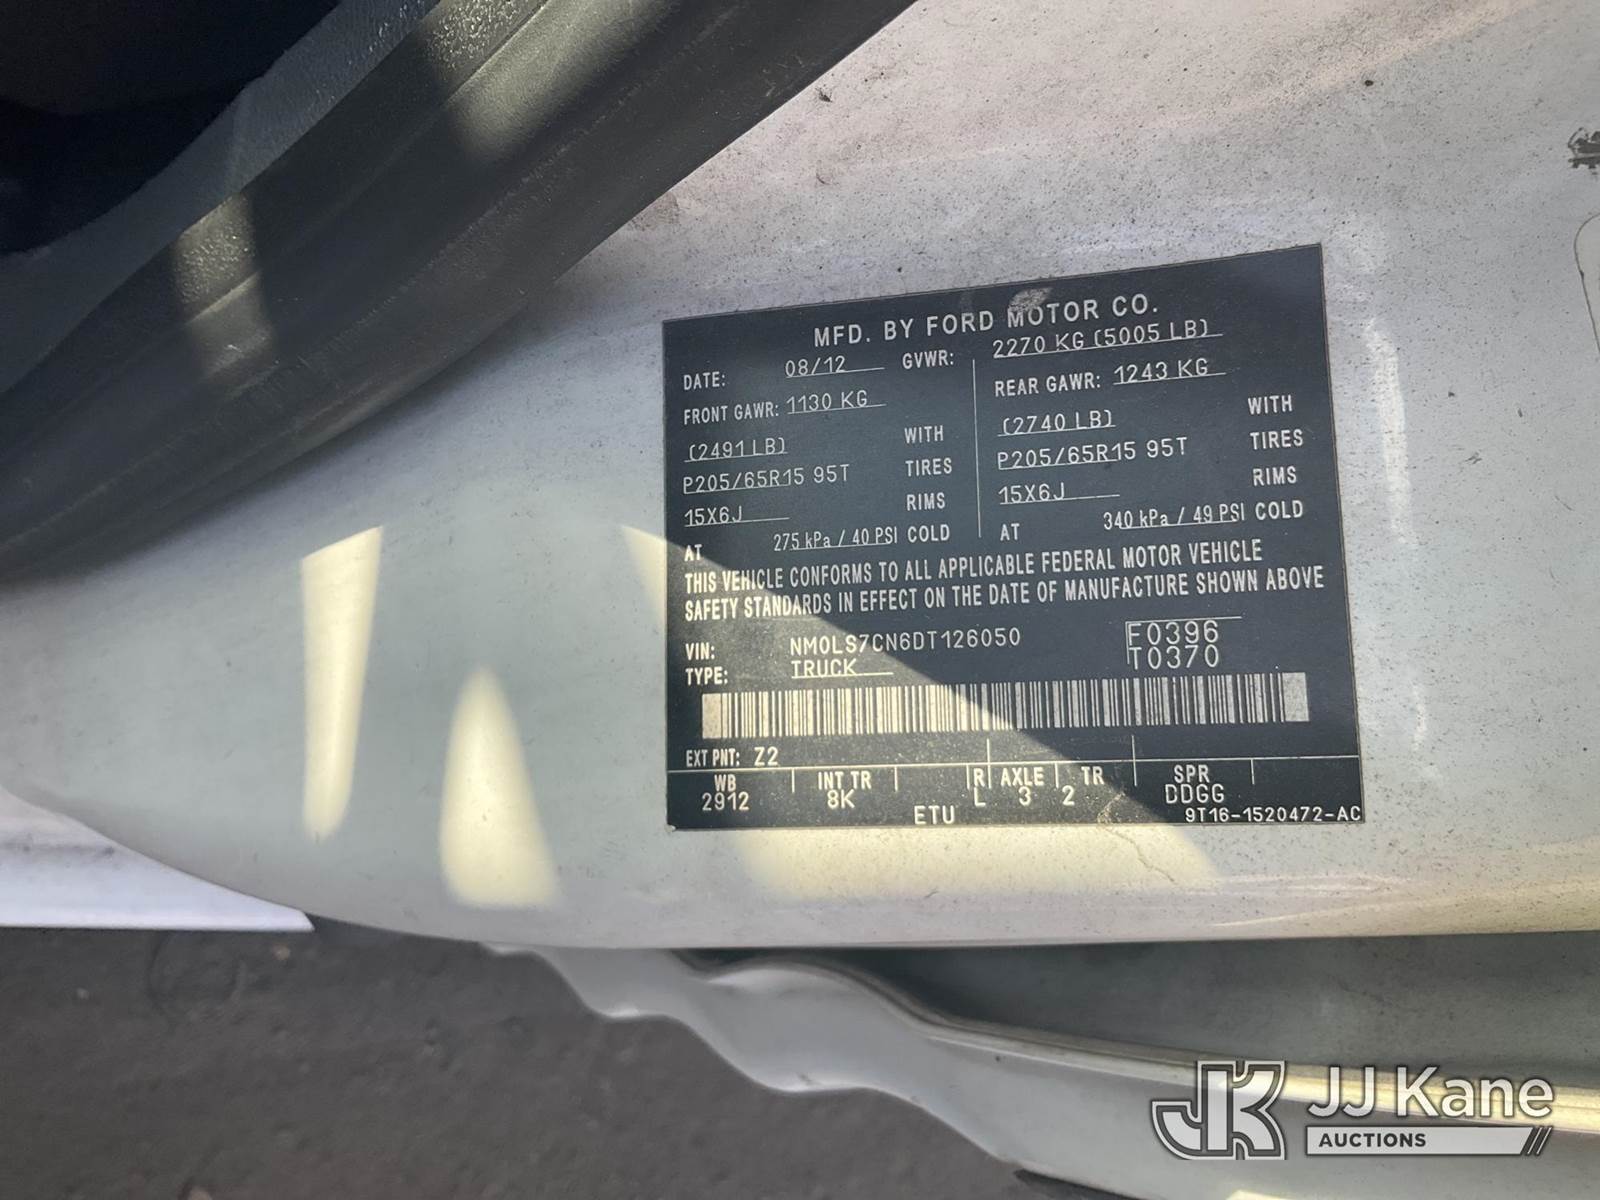 MFD. BY FORD MOTOR CO.
DATE: 08/12 GVWR: 2270 KG (5005 LB)
FRONT GAWR: 1130 KG REAR GAWR: 1243 KG
(2491 LB) WITH (2740 LB) WITH
P205/65R15 95T TIRES P205/65R15 95T TIRES
15X6J RIMS 15X6J RIMS
AT 275 kPa / 40 PSI COLD AT 340 kPa / 49 PSI COLD
THIS VEHICLE CONFORMS TO ALL APPLICABLE FEDERAL MOTOR VEHICLE
SAFETY STANDARDS IN EFFECT ON THE DATE OF MANUFACTURE SHOWN ABOVE
VIN: NM0LS7CN6DT126050 F0396
TYPE: TRUCK T0370
EXT PNT: Z2
WB INT TR R AXLE TR SPR
2912 8K L 3 2 DDGG
ETU 9T16-1520472-AC
JK JJ Kane
AUCTIONS